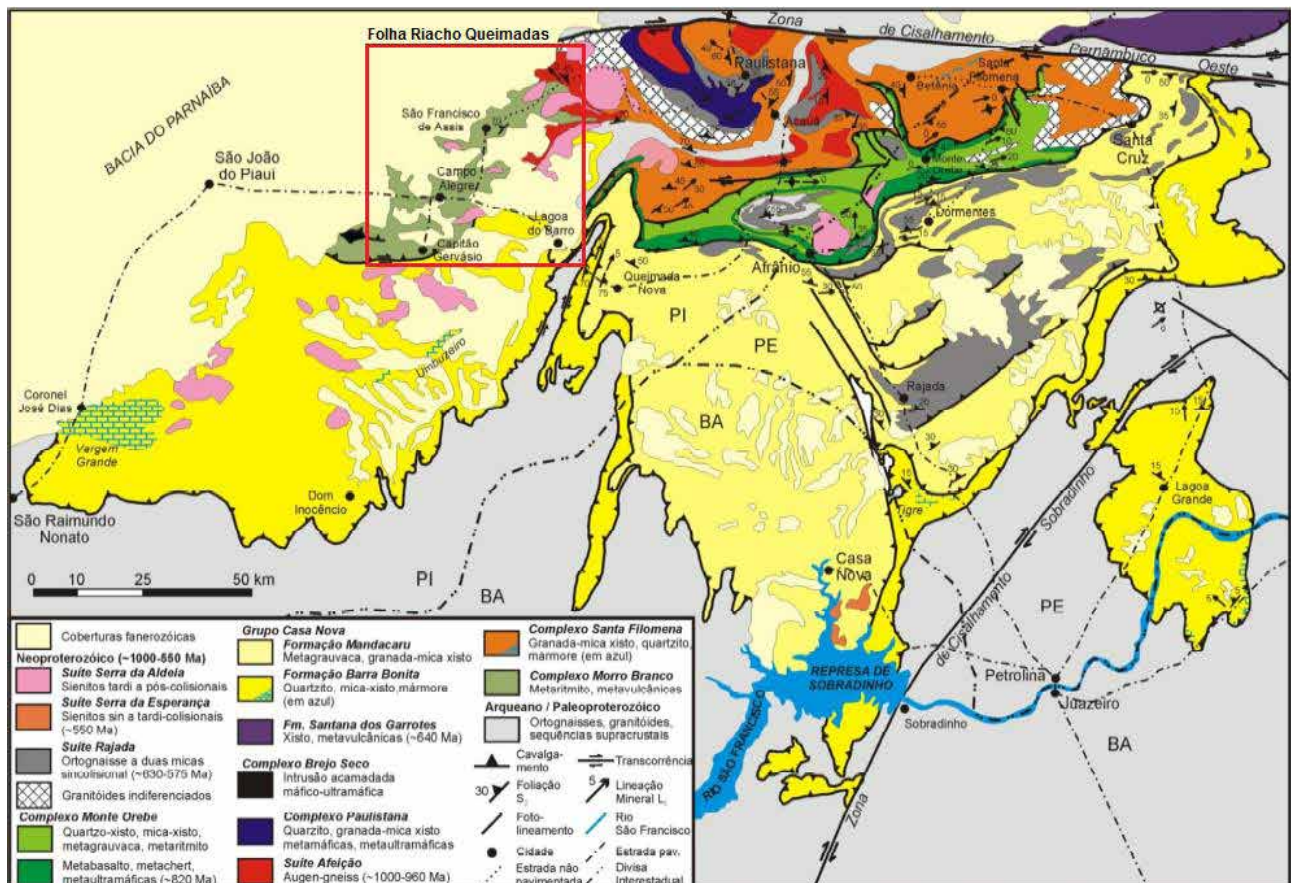 Folha Riacho Queimadas
Zona
de Cisalhamento
Pernambuco
Oeste
BACIA DO PARNAÍBA
São João
do Piauí
São Francisco
de Assis
Campo
Alegre
Capitão
Gervásio
Lagoa
do Barro
Paulistana
Acauã
Betânia
Santa
Filomena
Santa
Cruz
Monte
Orebe
Dormentes
Afrânio
Queimada
Nova
PI
PE
BA
Rajada
Umbuzeiro
Coronel
José Dias
Vargem
Grande
Dom
Inocêncio
São Raimundo
Nonato
0 10 25 50 km
PI
BA
Tigre
Casa
Nova
Lagoa
Grande
PE
Zona
de Cisalhamento
Sobradinho
Petrolina
Juazeiro
BA
REPRESA DE
SOBRADINHO
Sobradinho
RIO SÃO FRANCISCO
Coberturas fanerozóicas
Neoproterozóico (~1000-550 Ma)
Suíte Serra da Aldeia
Sienitos tardi a pós-colisionais
Suíte Serra da Esperança
Sienitos sin a tardi-colisionais
(~550 Ma)
Suíte Rajada
Ortognaisse a duas micas
sincolisional (~630-575 Ma)
Granitóides indiferenciados
Complexo Monte Orebe
Quartzo-xisto, mica-xisto,
metagrauvaca, metaritmito
Metabasalto, metachert,
metaultramáficas (~820 Ma)
Grupo Casa Nova
Formação Mandacaru
Metagrauvaca, granada-mica xisto
Formação Barra Bonita
Quartzito, mica-xisto,mármore
(em azul)
Fm. Santana dos Garrotes
Xisto, metavulcânicas (~640 Ma)
Complexo Brejo Seco
Intrusão acamadada
máfico-ultramáfica
Complexo Paulistana
Quarzito, granada-mica xisto
metamáficas, metaultramáficas
Suíte Afeição
Augen-gneiss (~1000-960 Ma)
Complexo Santa Filomena
Granada-mica xisto, quartzito,
mármore (em azul)
Complexo Morro Branco
Metaritmito, metavulcânicas
Arqueano / Paleoproterozóico
Ortognaisses, granitóides,
sequências supracrustais
Cavalga-
mento
Transcorrência
30 Foliação
S
5 Lineação
Mineral L
Foto-
lineamento
Rio
São Francisco
Cidade
Estrada pav.
Estrada não
pavimentada
Divisa
Interestadual